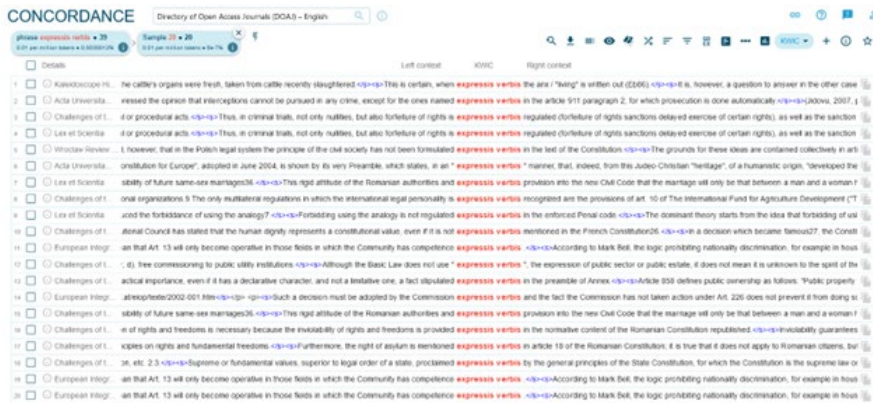 CONCORDANCE Directory of Open Access Journals (DOAJ) – English
phrase expressis verbis • 39 Sample 20 • 20
0.01 per million tokens • 0.0000012% 0.01 per million tokens • 6e-7% KWIC
Details Left context KWIC Right context
1 Kaleidoscope Hi... the cattle's organs were fresh, taken from cattle recently slaughtered </s><s>This is certain, when expressis verbis the anx / "living" is written out </s><s>It is, however, a question to answer in the other case
2 Acta Universita... ressed the opinion that interceptions cannot be pursued in any crime, except for the ones named expressis verbis in the article 911 paragraph 2, for which prosecution is done automatically </s><s>(Udovu, 2007, p
3 Challenges of t... d or procedural acts </s><s>Thus, in criminal trials, not only nullities, but also forfeiture of rights is expressis verbis regulated (forfeiture of rights sanctions delayed exercise of certain rights), as well as the sanction
4 Lex et Scientia d or procedural acts </s><s>Thus, in criminal trials, not only nullities, but also forfeiture of rights is expressis verbis regulated (forfeiture of rights sanctions delayed exercise of certain rights), as well as the sanction
5 Wroclaw Review ... t, however, that in the Polish legal system the principle of the civil society has not been formulated expressis verbis in the text of the Constitution </s><s>The grounds for these ideas are contained collectively in arti
6 Acta Universita... onstitution for Europe", adopted in June 2004, is shown by its very Preamble, which states, in an " expressis verbis " manner, that, indeed, from this Judeo-Christian "heritage", of a humanistic origin, "developed the
7 Lex et Scientia sibility of future same-sex marriages36 </s><s>This rigid attitude of the Romanian authorities and expressis verbis provision into the new Civil Code that the marriage will only be that between a man and a woman f
8 Challenges of t... onal organizations 5 The only multilateral regulations in which the international legal personality is expressis verbis recognized are the provisions of art. 10 of The International Fund for Agriculture Development ("T
9 Lex et Scientia uced the forbiddance of using the analogy? </s><s>Forbidding using the analogy is not regulated expressis verbis in the enforced Penal code </s><s>The dominant theory starts from the idea that forbidding of usi
10 Challenges of t... utional Council has stated that the human dignity represents a constitutional value, even if it is not expressis verbis mentioned in the French Constitution26 </s><s>In a decision which became famous27, the Consti
11 European Integr... an that Art. 13 will only become operative in those fields in which the Community has competence expressis verbis </s><s>According to Mark Bell, the logic prohibiting nationality discrimination, for example in hous
12 Challenges of t... ; d). free commissioning to public utility institutions </s><s>Although the Basic Law does not use " expressis verbis ", the expression of public sector or public estate, it does not mean it is unknown to the spirit of the
13 Challenges of t... actical importance, even if it has a declarative character, and not a limitative one, a fact stipulated expressis verbis in the preamble of Annex </s><s>Article 858 defines public ownership as follows: "Public property
14 European Integr... at/eop/texte/2002-001.htm</s></p> <p><s>Such a decision must be adopted by the Commission expressis verbis and the fact the Commission has not taken action under Art. 226 does not prevent it from doing so
15 Challenges of t... sibility of future same-sex marriages36 </s><s>This rigid attitude of the Romanian authorities and expressis verbis provision into the new Civil Code that the marriage will only be that between a man and a woman f
16 Challenges of t... n of rights and freedoms is necessary because the inviolability of rights and freedoms is provided expressis verbis in the normative content of the Romanian Constitution republished </s><s>Inviolability guarantees
17 Challenges of t... iciples on rights and fundamental freedoms </s><s>Furthermore, the right of asylum is mentioned expressis verbis in article 18 of the Romanian Constitution; it is true that it does not apply to Romanian citizens, but
18 Challenges of t... on, etc. 2.3 </s><s>Supreme or fundamental values, superior to legal order of a state, proclaimed expressis verbis by the general principles of the State Constitution, for which the Constitution is the supreme law or
19 European Integr... an that Art. 13 will only become operative in those fields in which the Community has competence expressis verbis </s><s>According to Mark Bell, the logic prohibiting nationality discrimination, for example in hous
20 European Integr... an that Art. 13 will only become operative in those fields in which the Community has competence expressis verbis </s><s>According to Mark Bell, the logic prohibiting nationality discrimination, for example in hous